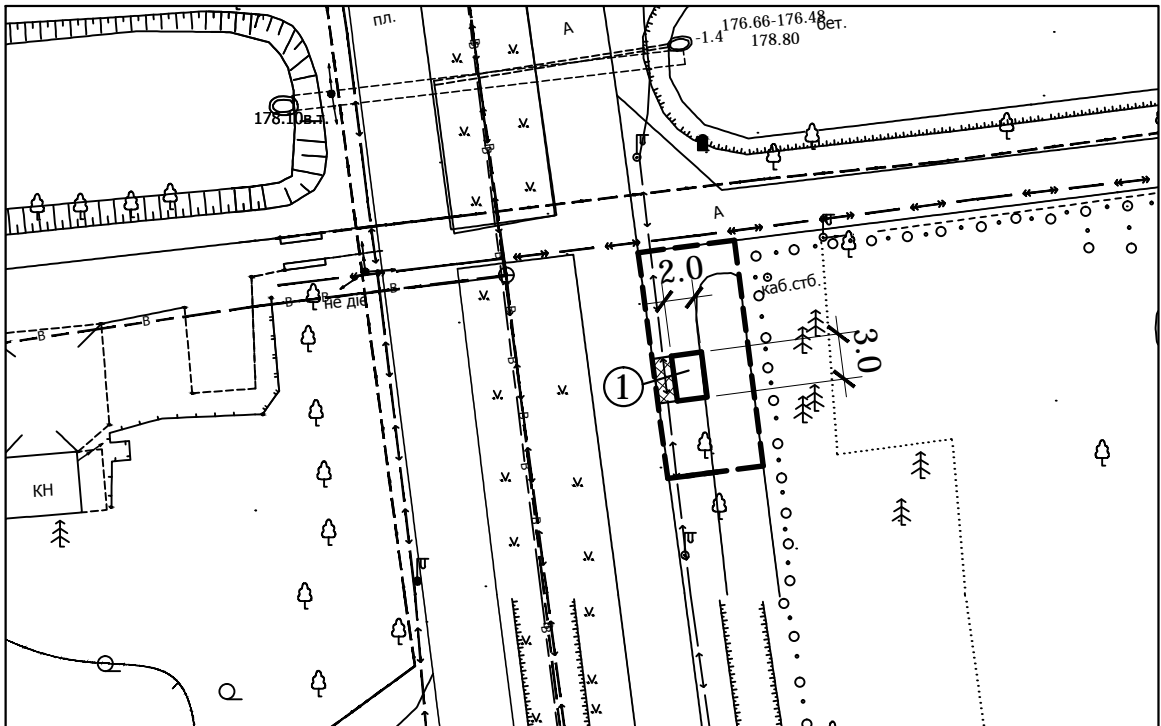 пл.
А
176.66-176.48
бет.
-1.4
178.80
178.10в.т.
А
2.0
каб.стб.
В
В
не діє
В
В
В
3.0
1
КН